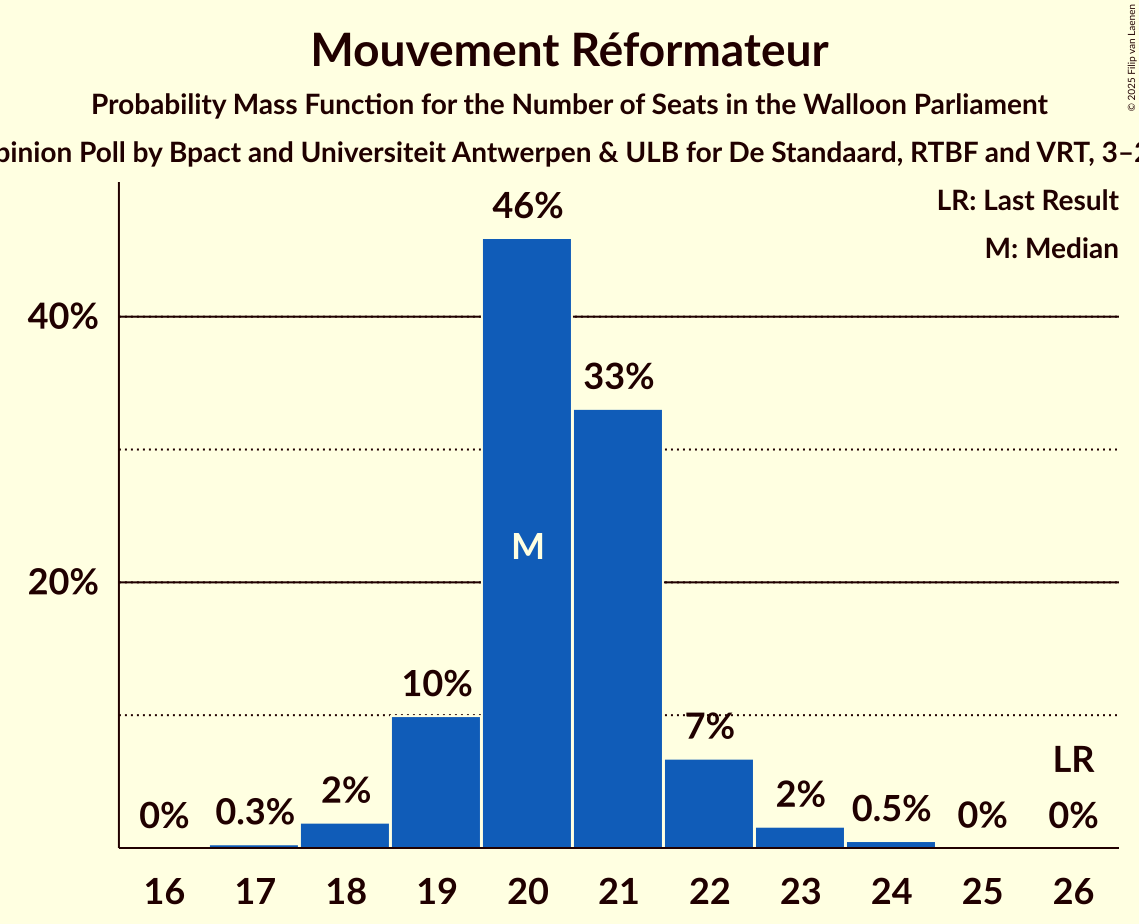 Mouvement Réformateur
Probability Mass Function for the Number of Seats in the Walloon Parliament
Opinion Poll by Bpact and Universiteit Antwerpen & ULB for De Standaard, RTBF and VRT, 3–2
© 2025 Filip van Laenen
LR: Last Result
M: Median
40%
20%
0%
0.3%
2%
10%
46%
M
33%
7%
2%
0.5%
0%
LR
0%
16 17 18 19 20 21 22 23 24 25 26